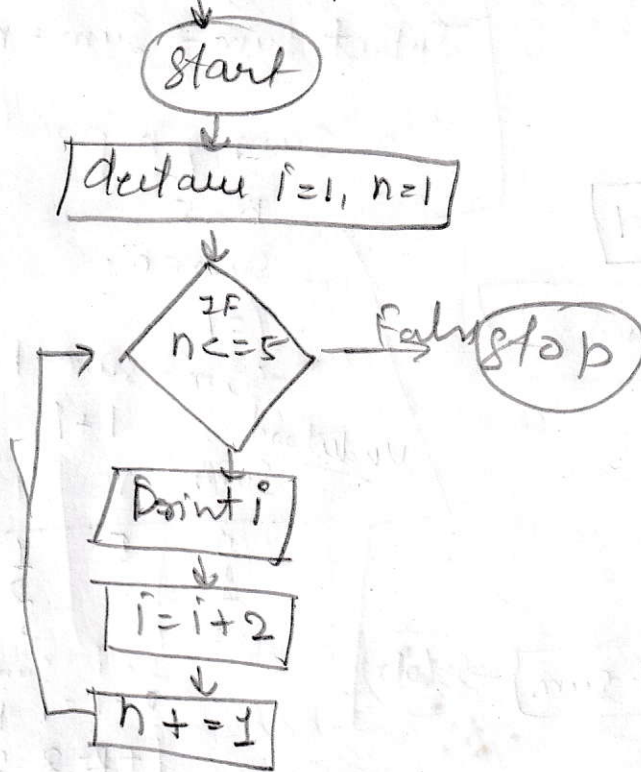 start
declare i=1, n=1
IF
n<=5
False
stop
Print i
i=i+2
n+=1